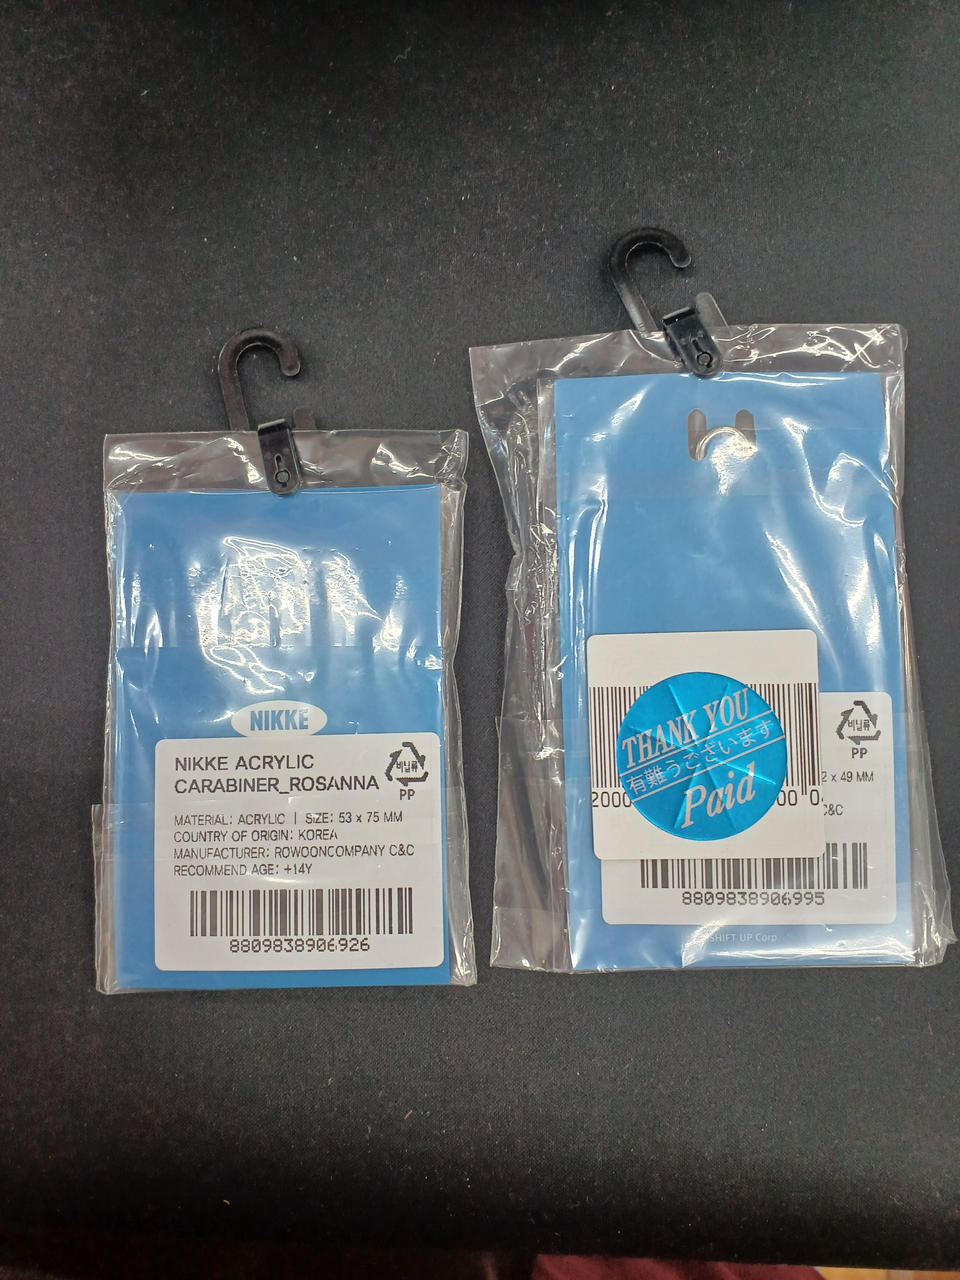 NIKKE
NIKKE ACRYLIC
CARABINER_ROSANNA
비닐류
PP
MATERIAL: ACRYLIC | SIZE: 53 x 75 MM
COUNTRY OF ORIGIN: KOREA
MANUFACTURER: ROWOONCOMPANY C&C
RECOMMEND AGE: +14Y
8809838906926
THANK YOU
有難うございます
Paid
비닐류
PP
x 49 MM
C&C
8809838906995
SHIFT UP Corp